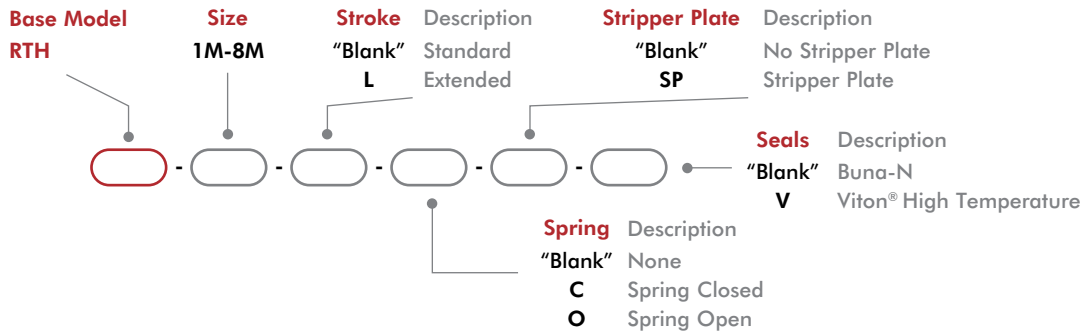 Base Model
RTH
Size
1M-8M
Stroke Description
“Blank” Standard
L Extended
Stripper Plate Description
“Blank” No Stripper Plate
SP Stripper Plate
- - - - -
Seals Description
“Blank” Buna-N
V Viton® High Temperature
Spring Description
“Blank” None
C Spring Closed
O Spring Open